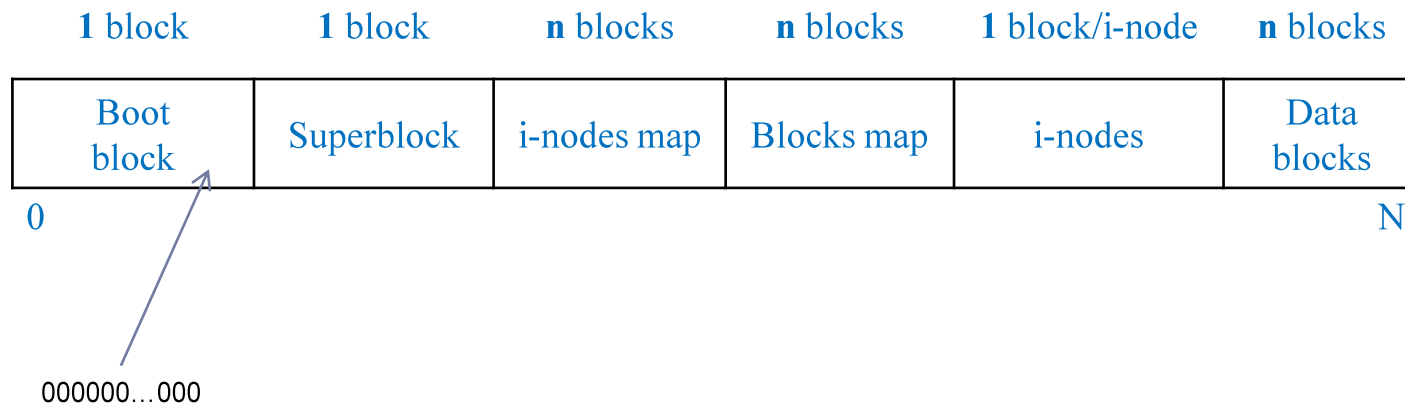 1 block 1 block n blocks n blocks 1 block/i-node n blocks
Boot
block
Superblock
i-nodes map
Blocks map
i-nodes
Data
blocks
0 N
000000...000